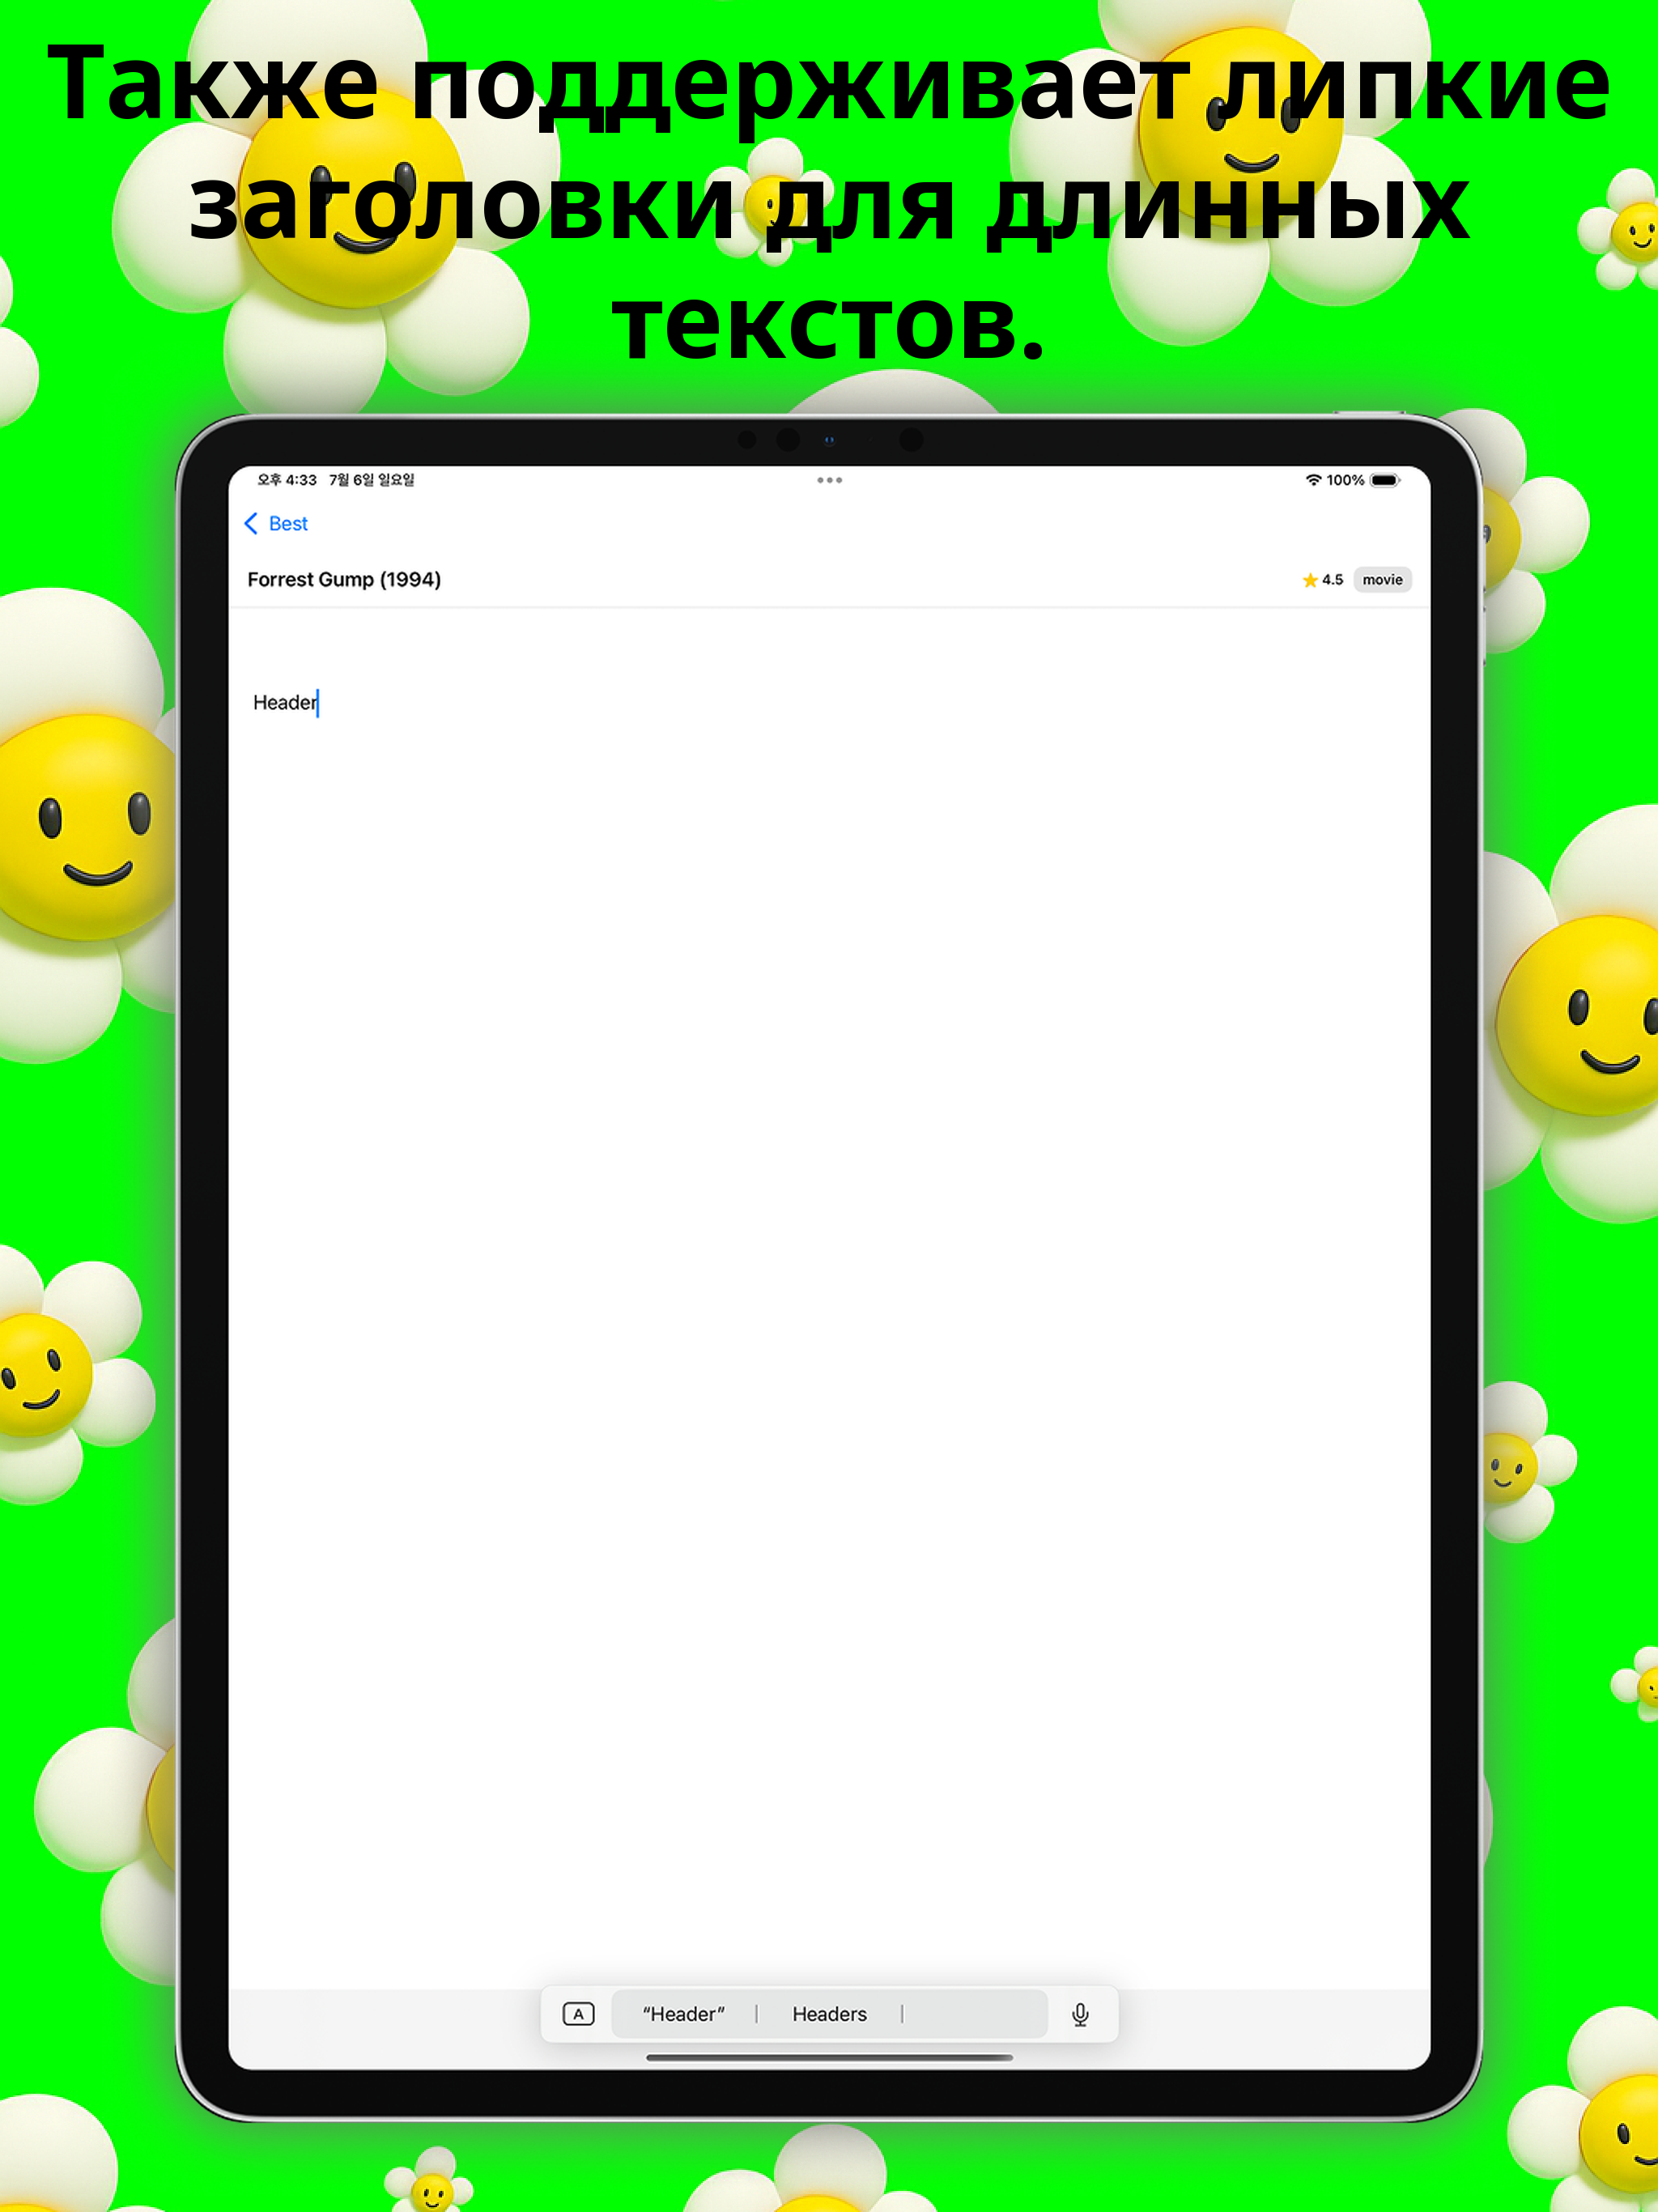 Также поддерживает липкие
заголовки для длинных
текстов.
오후 4:33 7월 6일 일요일
100%
Best
Forrest Gump (1994)
4.5 movie
Header
A “Header” Headers